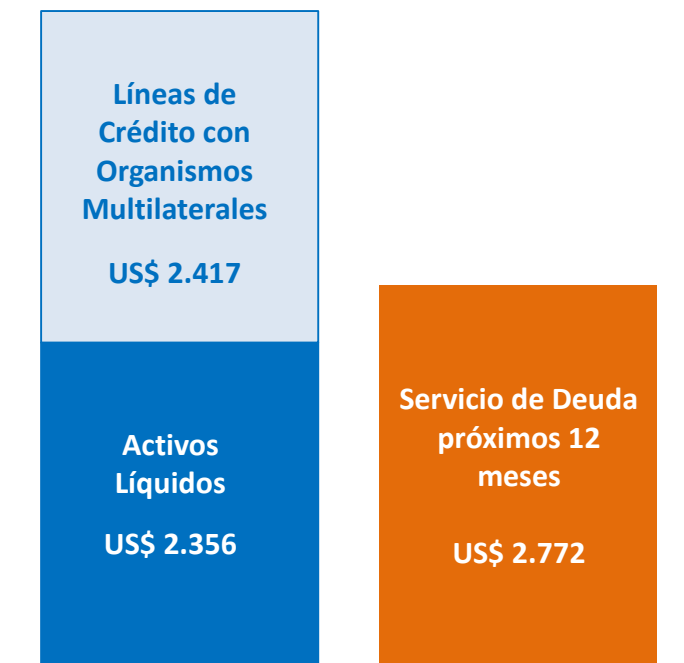 Líneas de
Crédito con
Organismos
Multilaterales
US$ 2.417
Activos
Líquidos
US$ 2.356
Servicio de Deuda
próximos 12
meses
US$ 2.772